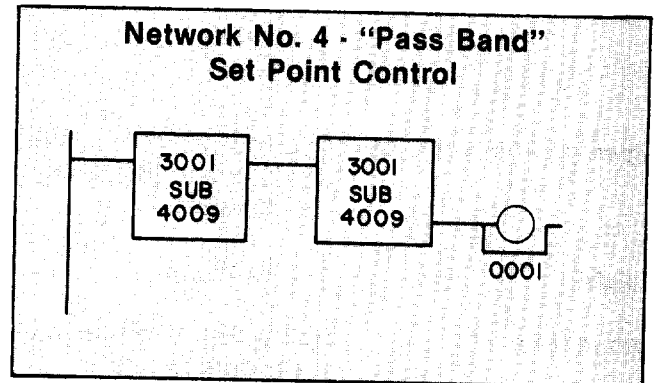 Network No. 4 - “Pass Band”
Set Point Control
3001
SUB
4009
3001
SUB
4009
0001